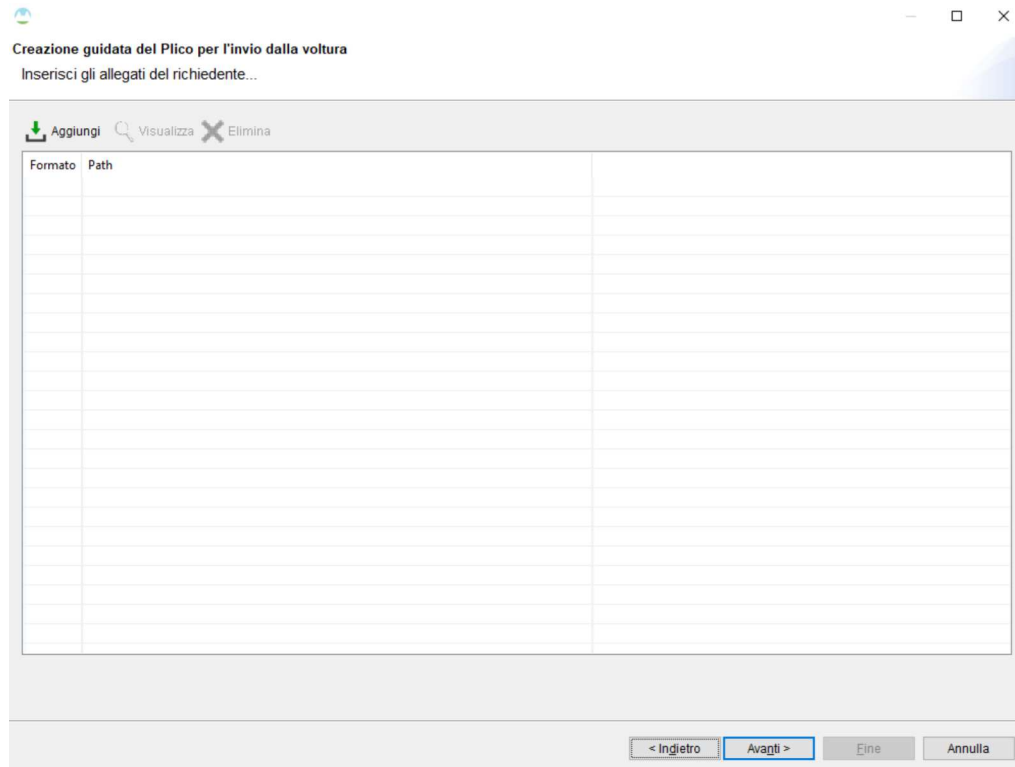 Creazione guidata del Plico per l'invio dalla voltura
Inserisci gli allegati del richiedente...
Aggiungi Visualizza Elimina
Formato Path
< Indietro Avanti > Fine Annulla